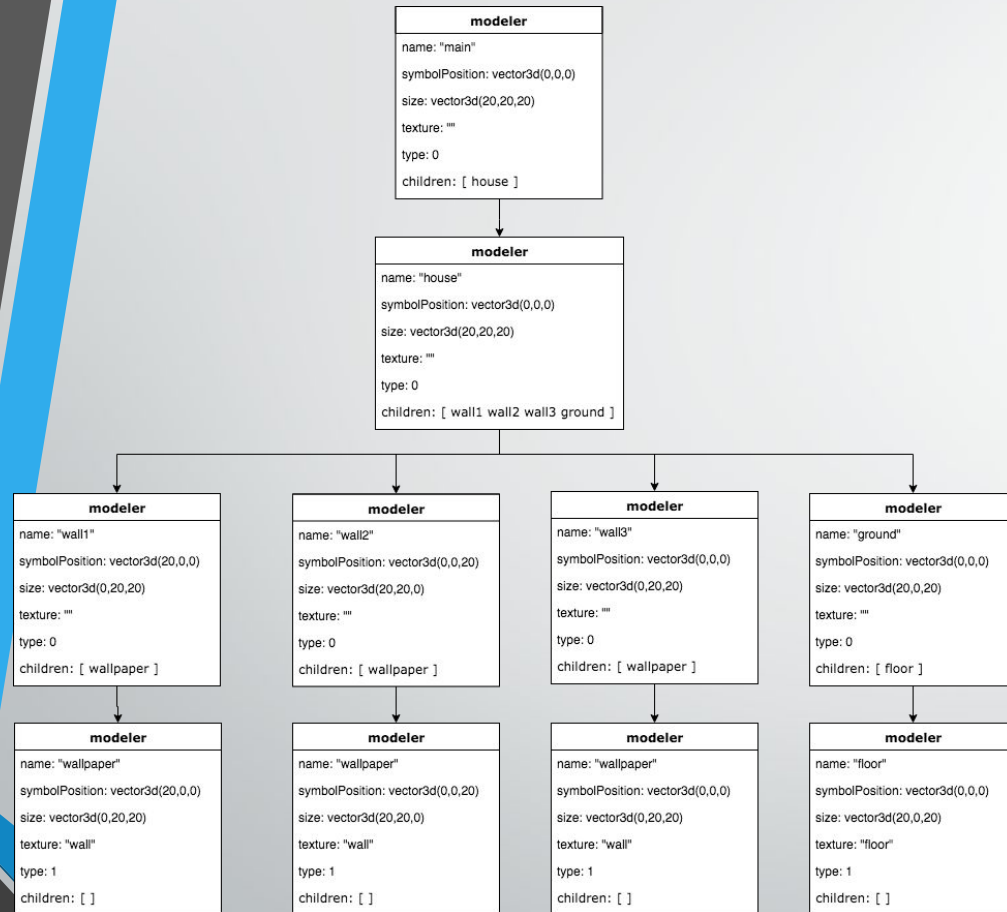 modeler
name: "main"
symbolPosition: vector3d(0,0,0)
size: vector3d(20,20,20)
texture: ""
type: 0
children: [ house ]
modeler
name: "house"
symbolPosition: vector3d(0,0,0)
size: vector3d(20,20,20)
texture: ""
type: 0
children: [ wall1 wall2 wall3 ground ]
modeler
name: "wall1"
symbolPosition: vector3d(20,0,0)
size: vector3d(0,20,20)
texture: ""
type: 0
children: [ wallpaper ]
modeler
name: "wall2"
symbolPosition: vector3d(0,0,20)
size: vector3d(20,20,0)
texture: ""
type: 0
children: [ wallpaper ]
modeler
name: "wall3"
symbolPosition: vector3d(0,0,0)
size: vector3d(0,20,20)
texture: ""
type: 0
children: [ wallpaper ]
modeler
name: "ground"
symbolPosition: vector3d(0,0,0)
size: vector3d(20,0,20)
texture: ""
type: 0
children: [ floor ]
modeler
name: "wallpaper"
symbolPosition: vector3d(20,0,0)
size: vector3d(0,20,20)
texture: "wall"
type: 1
children: [ ]
modeler
name: "wallpaper"
symbolPosition: vector3d(0,0,20)
size: vector3d(20,20,0)
texture: "wall"
type: 1
children: [ ]
modeler
name: "wallpaper"
symbolPosition: vector3d(0,0,0)
size: vector3d(0,20,20)
texture: "wall"
type: 1
children: [ ]
modeler
name: "floor"
symbolPosition: vector3d(0,0,0)
size: vector3d(20,0,20)
texture: "floor"
type: 1
children: [ ]